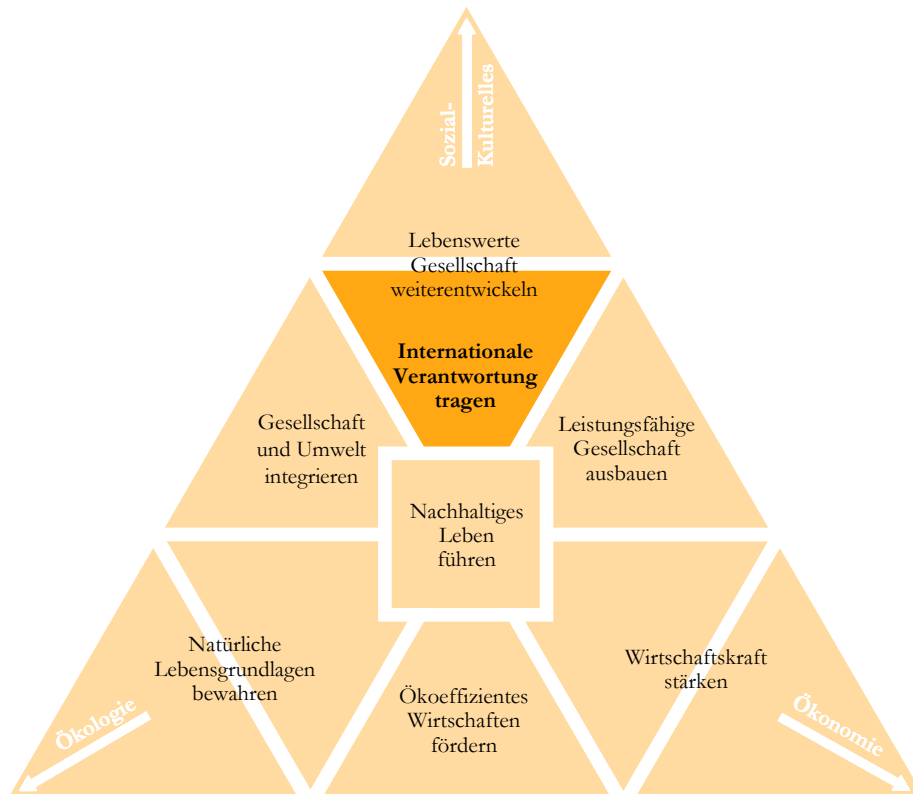 Sozial-
Kulturelles
Lebenswerte
Gesellschaft
weiterentwickeln
Internationale
Verantwortung
tragen
Gesellschaft
und Umwelt
integrieren
Leistungsfähige
Gesellschaft
ausbauen
Nachhaltiges
Leben
führen
Natürliche
Lebensgrundlagen
bewahren
Wirtschaftskraft
stärken
Ökoeffizientes
Wirtschaften
fördern
Ökologie
Ökonomie